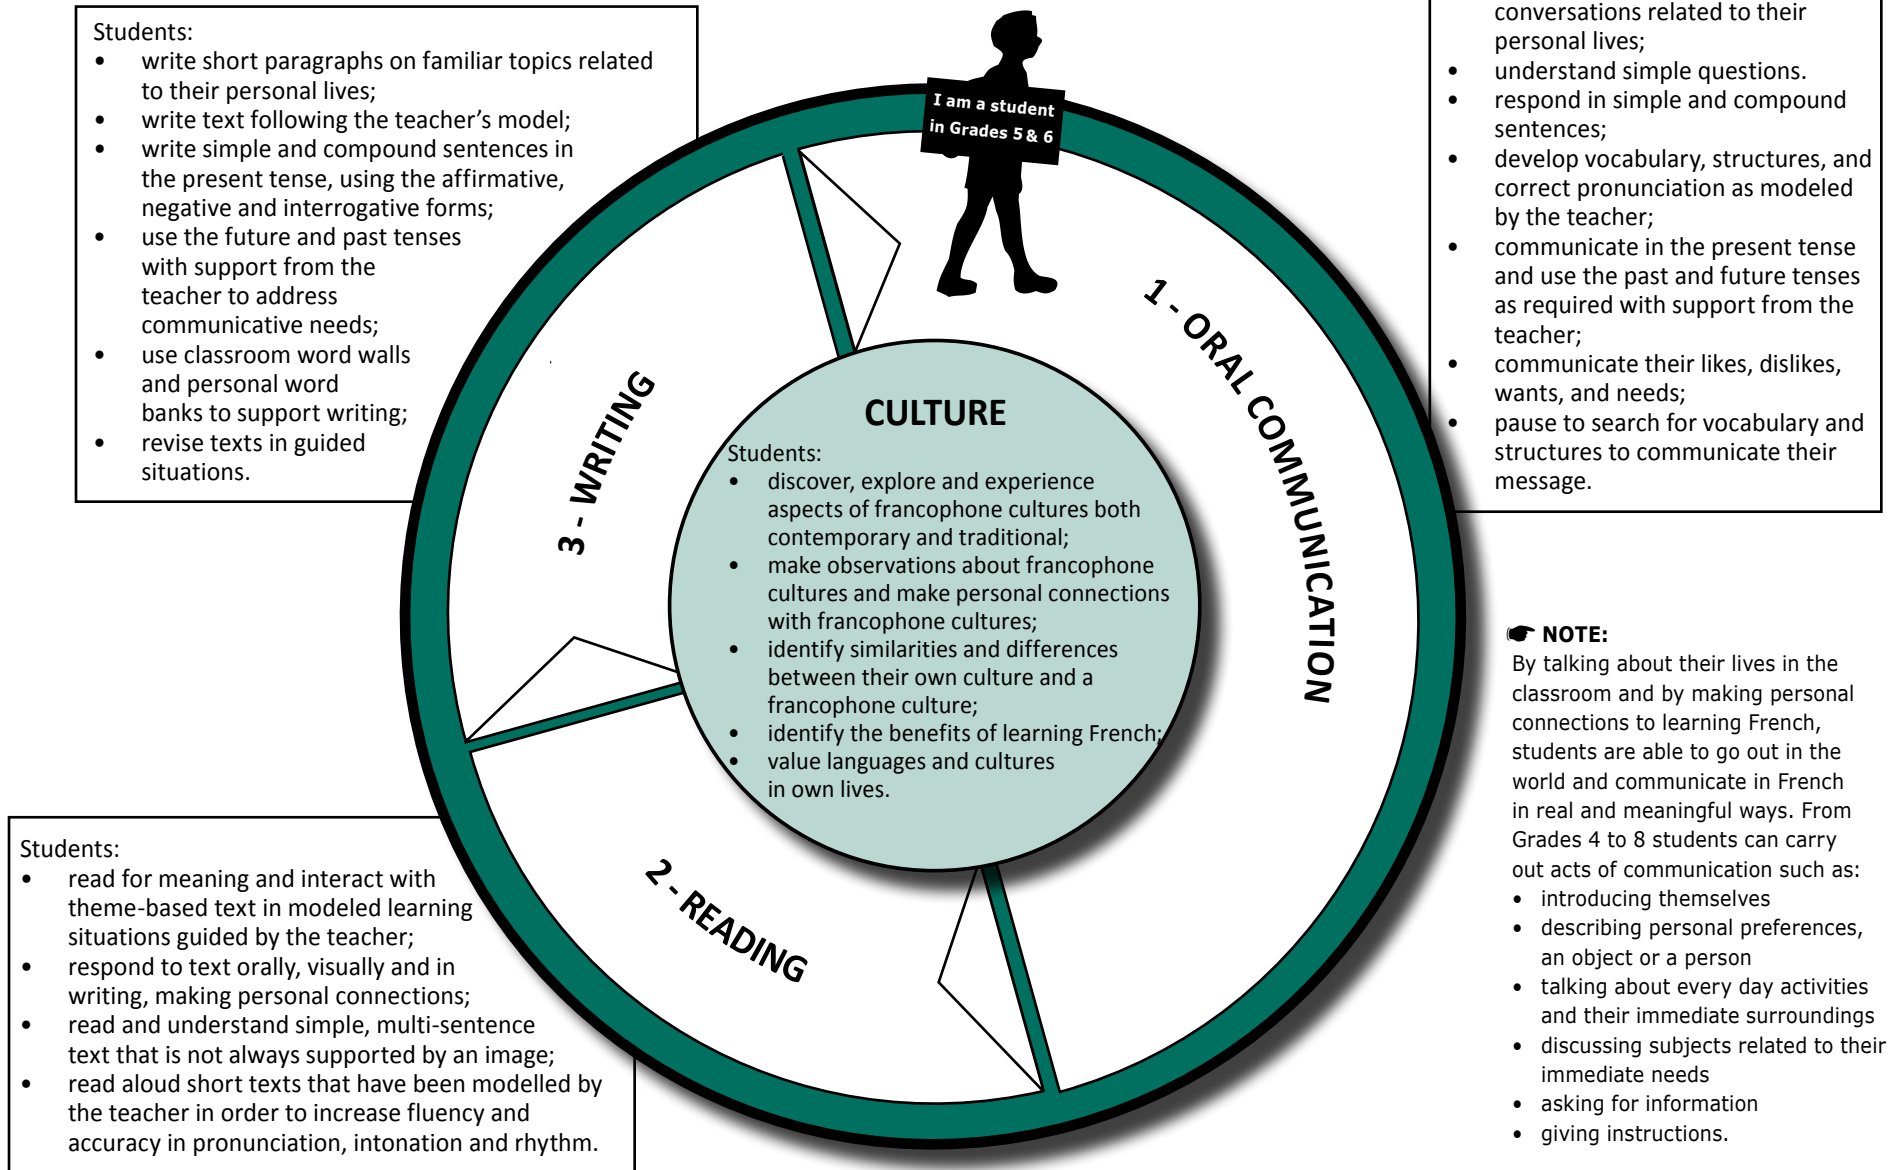 Students:
• write short paragraphs on familiar topics related
to their personal lives;
• write text following the teacher's model;
• write simple and compound sentences in
the present tense, using the affirmative,
negative and interrogative forms;
• use the future and past tenses
with support from the
teacher to address
communicative needs;
• use classroom word walls
and personal word
banks to support writing;
• revise texts in guided
situations.
I am a student
in Grades 5 & 6
conversations related to their
personal lives;
• understand simple questions.
• respond in simple and compound
sentences;
• develop vocabulary, structures, and
correct pronunciation as modeled
by the teacher;
• communicate in the present tense
and use the past and future tenses
as required with support from the
teacher;
• communicate their likes, dislikes,
wants, and needs;
• pause to search for vocabulary and
structures to communicate their
message.
1 - ORAL COMMUNICATION
3 - WRITING
CULTURE
Students:
• discover, explore and experience
aspects of francophone cultures both
contemporary and traditional;
• make observations about francophone
cultures and make personal connections
with francophone cultures;
• identify similarities and differences
between their own culture and a
francophone culture;
• identify the benefits of learning French;
• value languages and cultures
in own lives.
2 - READING
Students:
• read for meaning and interact with
theme-based text in modeled learning
situations guided by the teacher;
• respond to text orally, visually and in
writing, making personal connections;
• read and understand simple, multi-sentence
text that is not always supported by an image;
• read aloud short texts that have been modelled by
the teacher in order to increase fluency and
accuracy in pronunciation, intonation and rhythm.
☛ NOTE:
By talking about their lives in the
classroom and by making personal
connections to learning French,
students are able to go out in the
world and communicate in French
in real and meaningful ways. From
Grades 4 to 8 students can carry
out acts of communication such as:
• introducing themselves
• describing personal preferences,
an object or a person
• talking about every day activities
and their immediate surroundings
• discussing subjects related to their
immediate needs
• asking for information
• giving instructions.